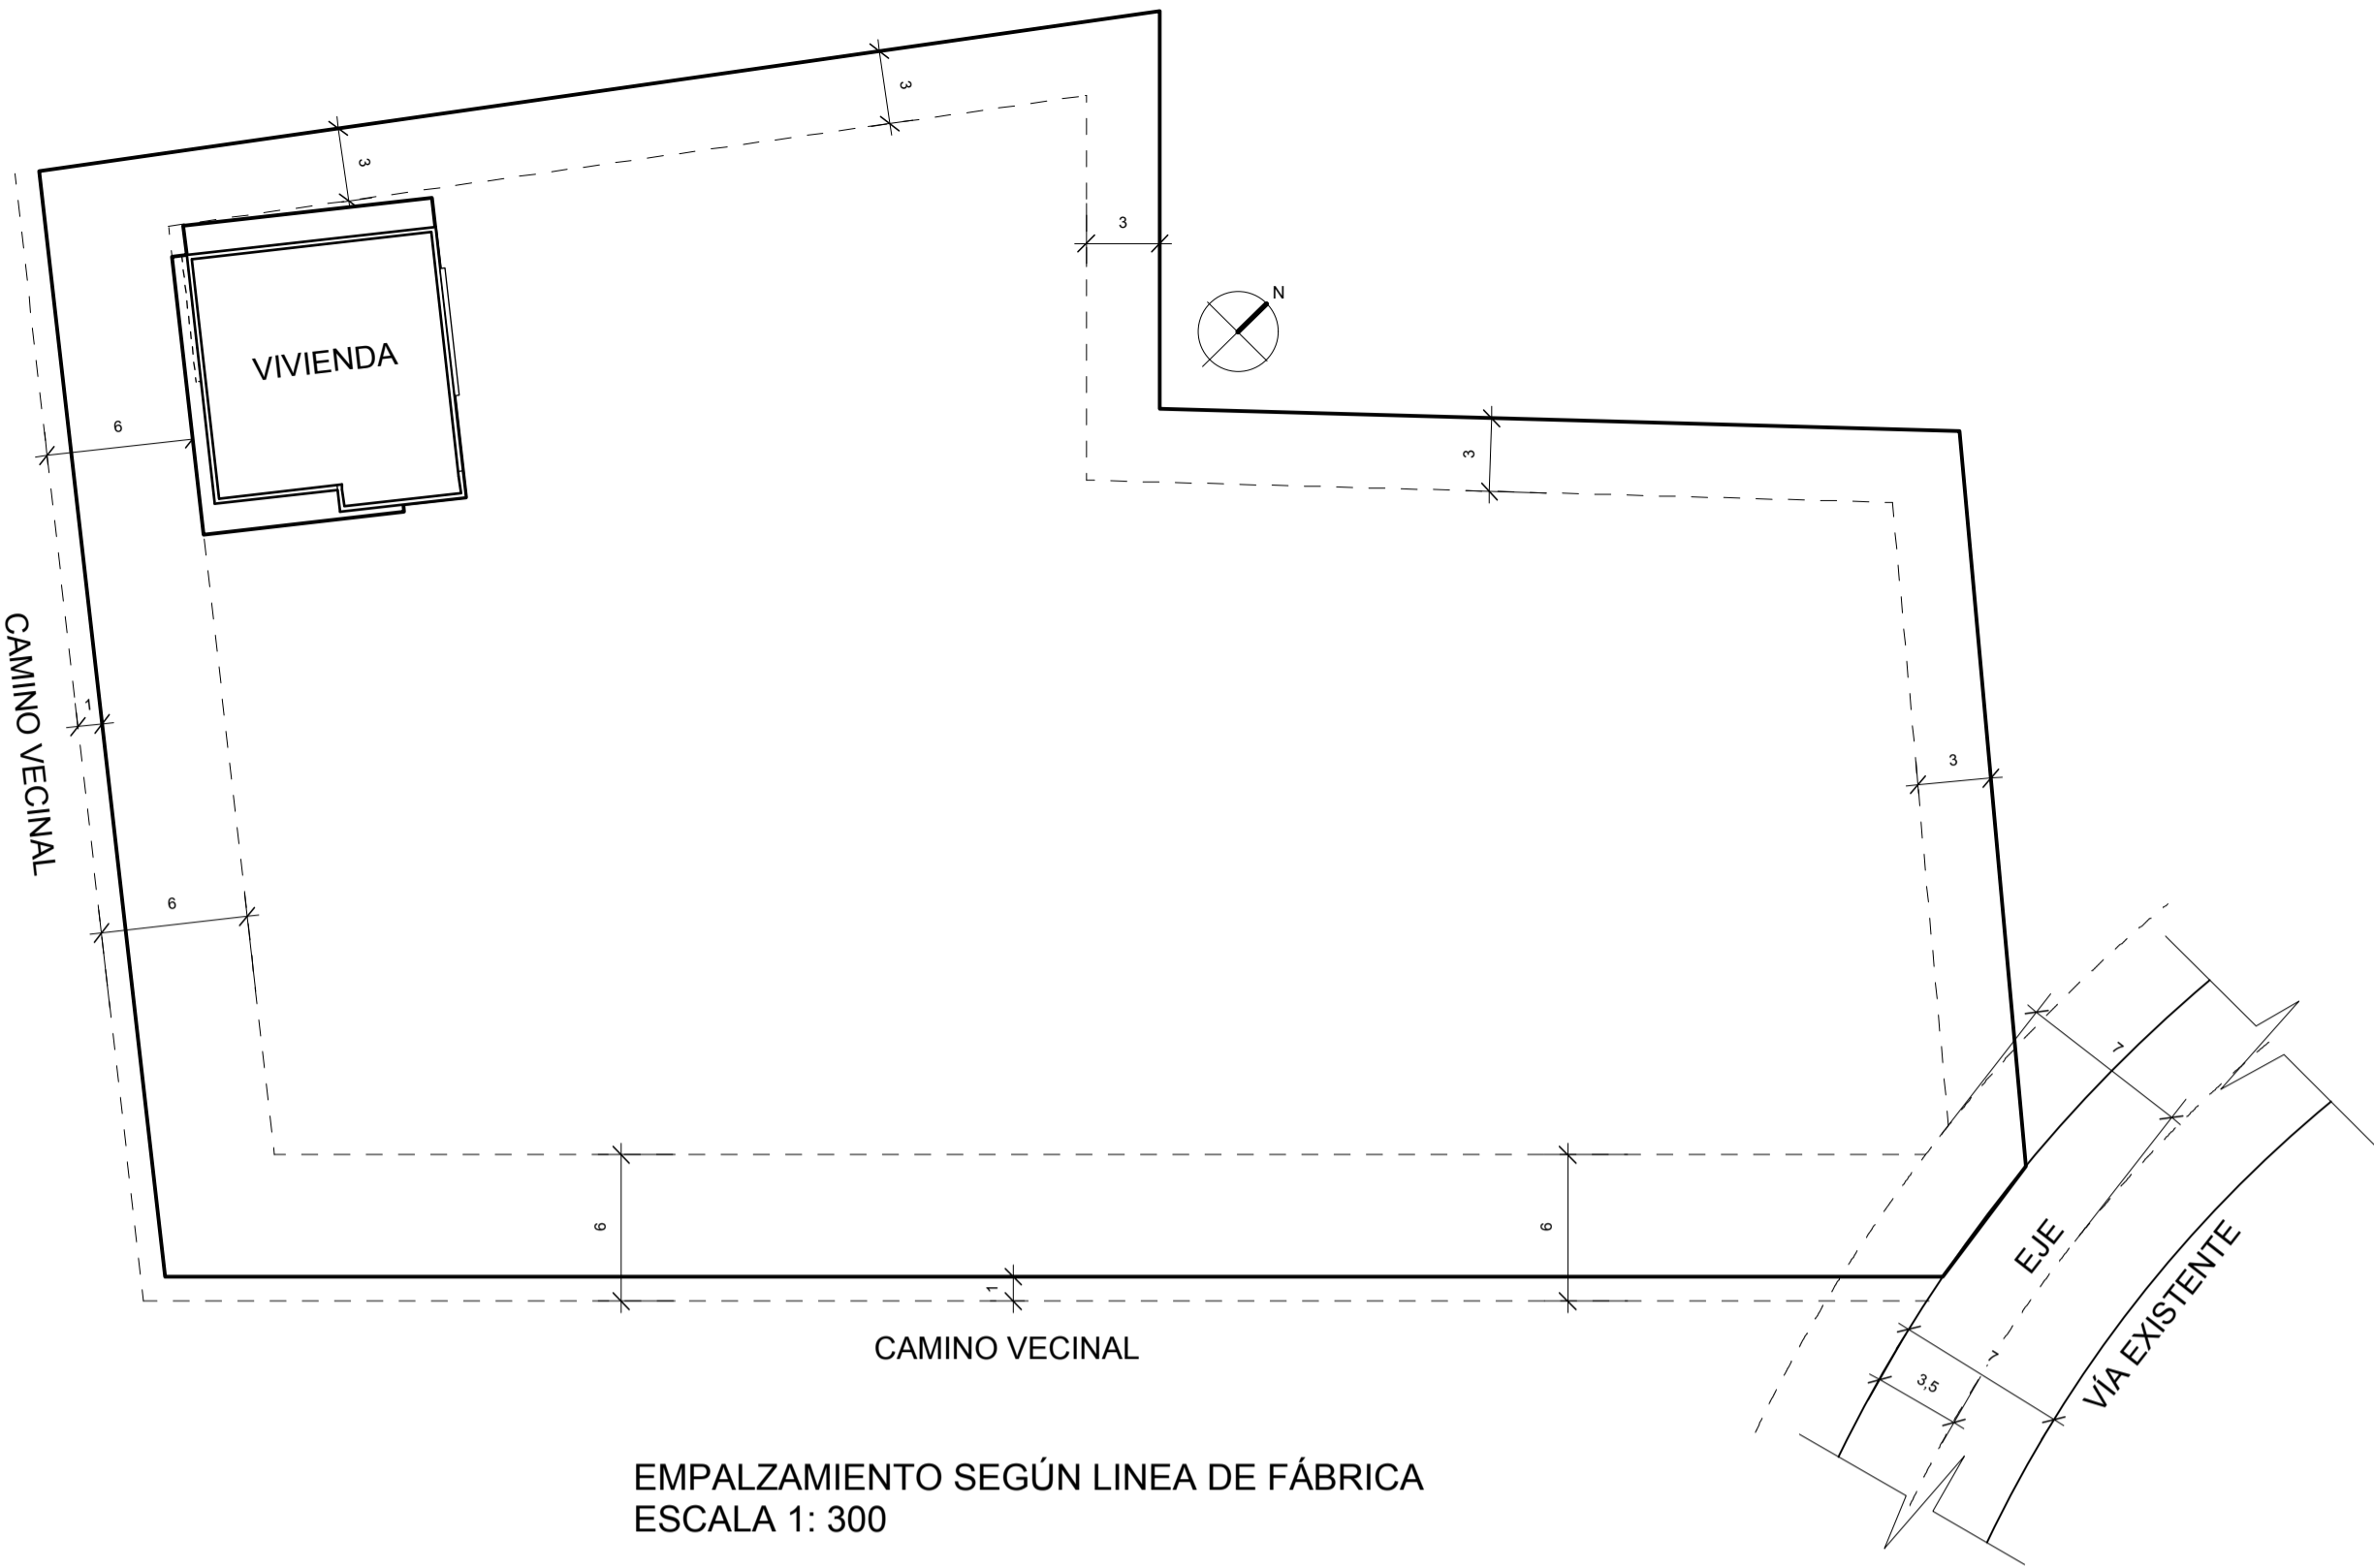 3
3
3
N
VIVIENDA
6
3
CAMINO VECINAL
1
3
6
7
6
6
1
EJE
VÍA EXISTENTE
CAMINO VECINAL
7
3,5
EMPALZAMIENTO SEGÚN LINEA DE FÁBRICA
ESCALA 1: 300